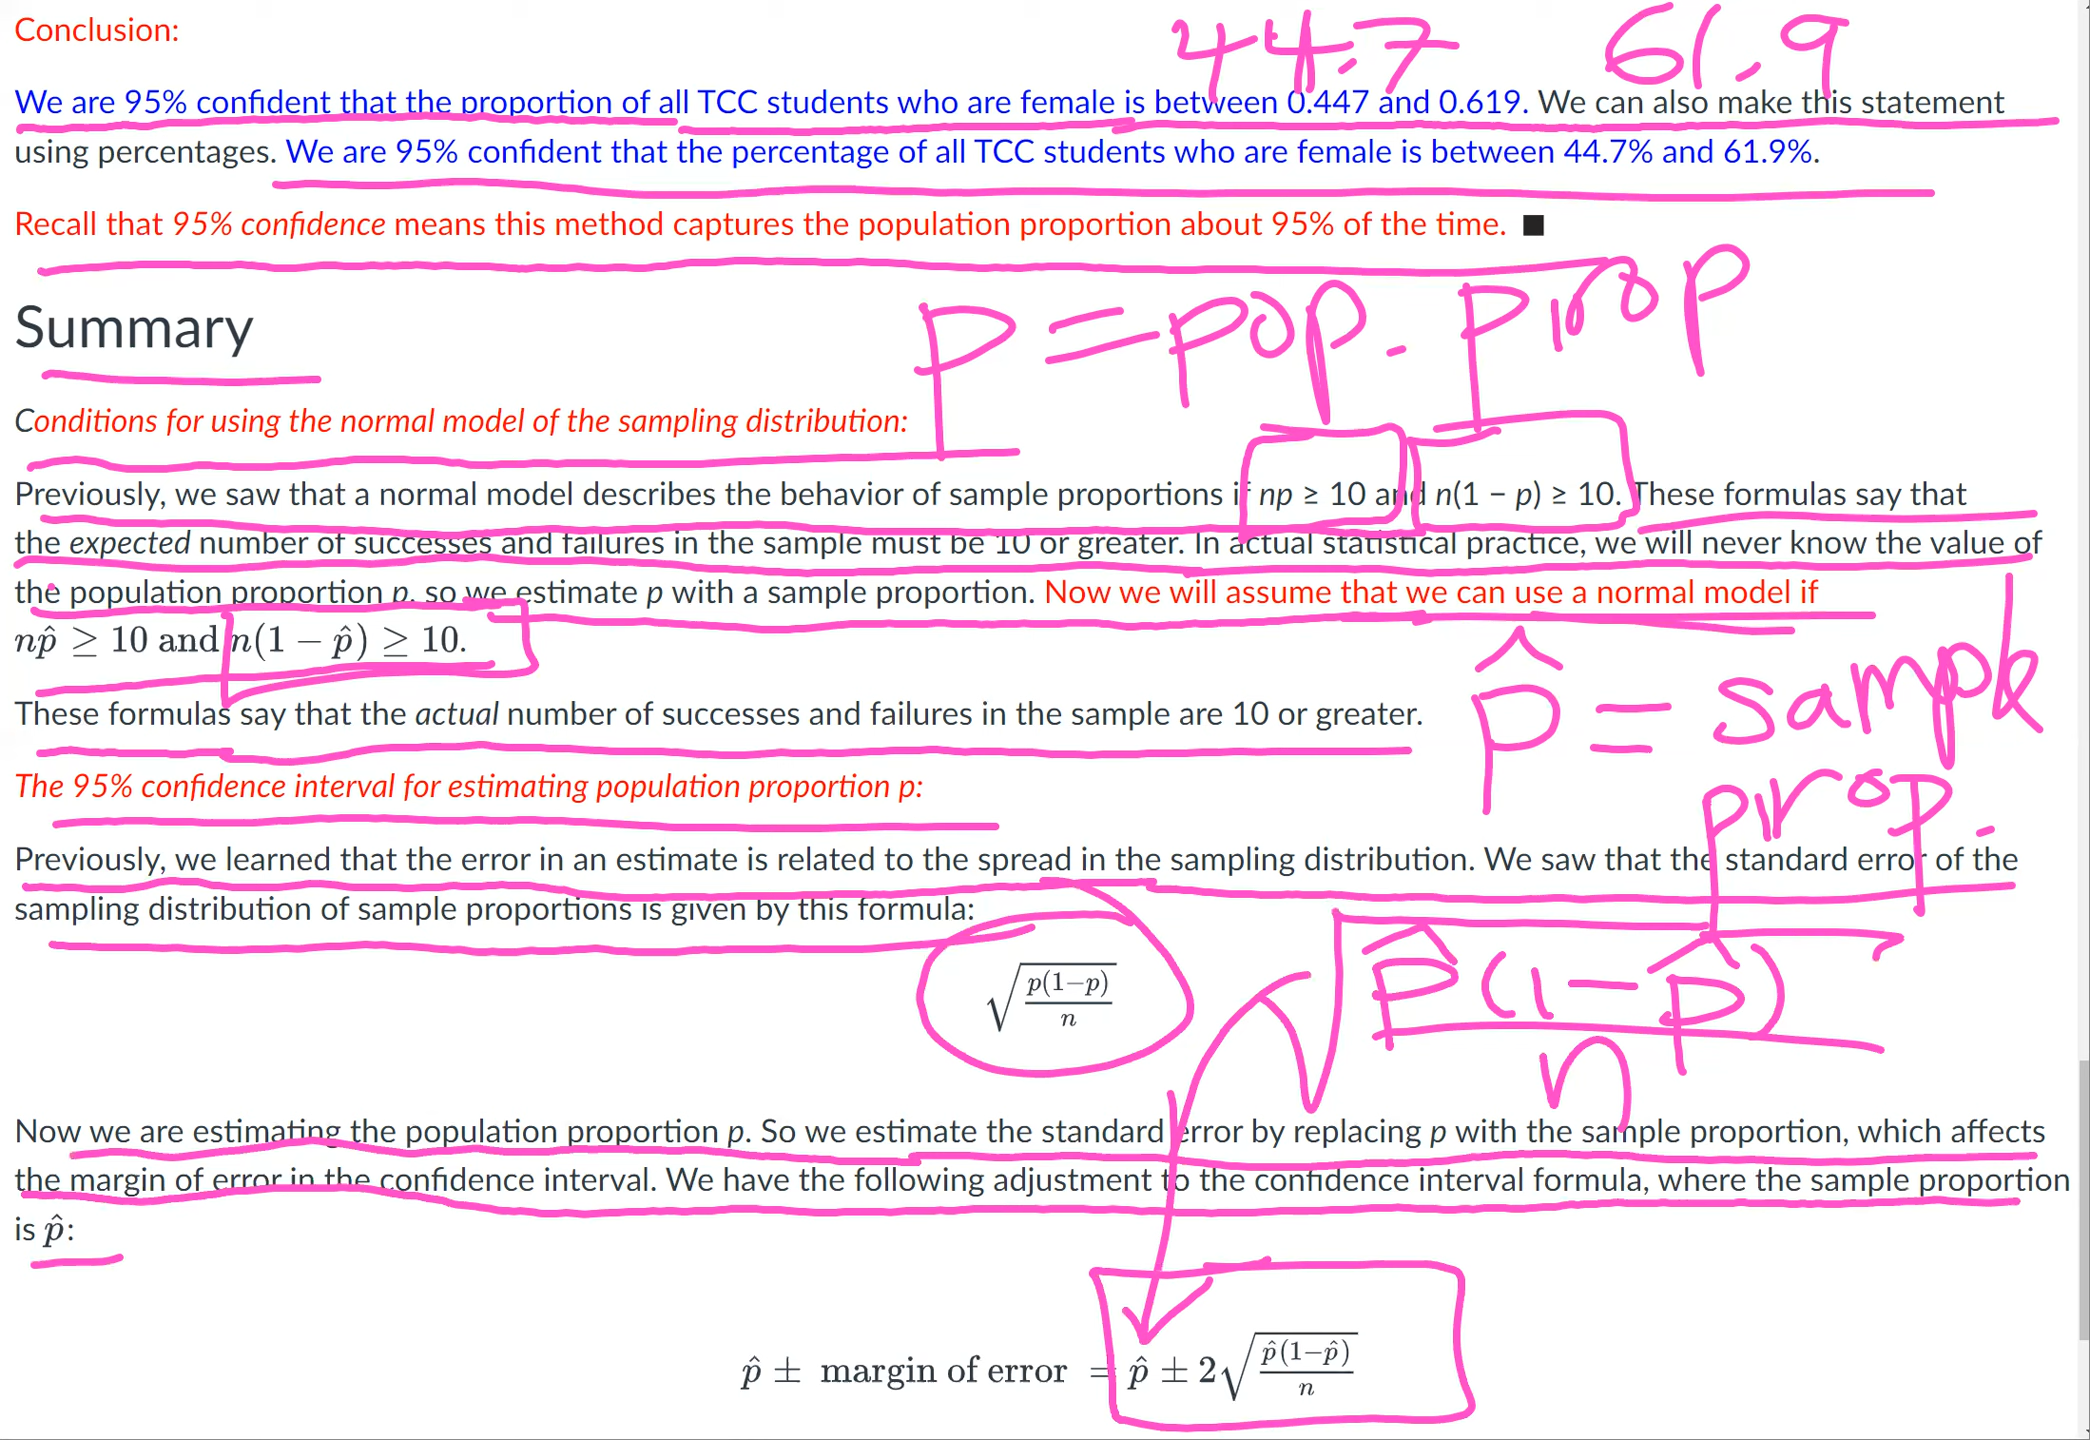 Conclusion:
44.7 61.9
We are 95% confident that the proportion of all TCC students who are female is between 0.447 and 0.619. We can also make this statement
using percentages. We are 95% confident that the percentage of all TCC students who are female is between 44.7% and 61.9%.
Recall that 95% confidence means this method captures the population proportion about 95% of the time. ■
Summary
p = pop. prop
Conditions for using the normal model of the sampling distribution:
Previously, we saw that a normal model describes the behavior of sample proportions if np ≥ 10 and n(1 − p) ≥ 10. These formulas say that
the expected number of successes and failures in the sample must be 10 or greater. In actual statistical practice, we will never know the value of
the population proportion p, so we estimate p with a sample proportion. Now we will assume that we can use a normal model if
np̂ ≥ 10 and n(1 − p̂) ≥ 10.
p̂ = sample
prop.
These formulas say that the actual number of successes and failures in the sample are 10 or greater.
The 95% confidence interval for estimating population proportion p:
Previously, we learned that the error in an estimate is related to the spread in the sampling distribution. We saw that the standard error of the
sampling distribution of sample proportions is given by this formula:
√(p(1−p)/n)
√(p̂(1−p̂)/n)
Now we are estimating the population proportion p. So we estimate the standard error by replacing p with the sample proportion, which affects
the margin of error in the confidence interval. We have the following adjustment to the confidence interval formula, where the sample proportion
is p̂:
p̂ ± margin of error = p̂ ± 2√(p̂(1−p̂)/n)